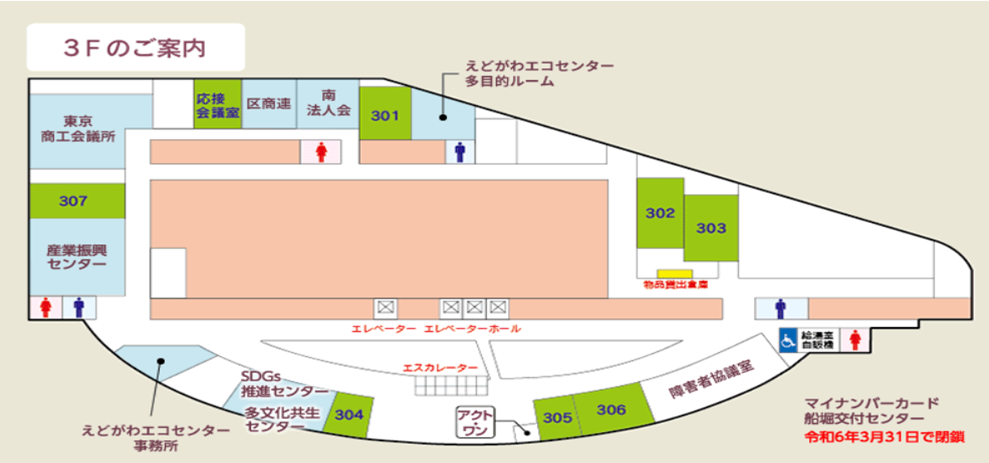 3Fのご案内
えどがわエコセンター
多目的ルーム
応接
会議室
区商連
南
法人会
301
東京
商工会議所
307
302
303
産業振興
センター
物品貸出倉庫
エレベーター
エレベーターホール
給湯室
自販機
エスカレーター
SDGs
推進センター
多文化共生
センター
304
アクト・
ワン
305
306
障害者協議室
えどがわエコセンター
事務所
マイナンバーカード
船堀交付センター
令和6年3月31日で閉鎖